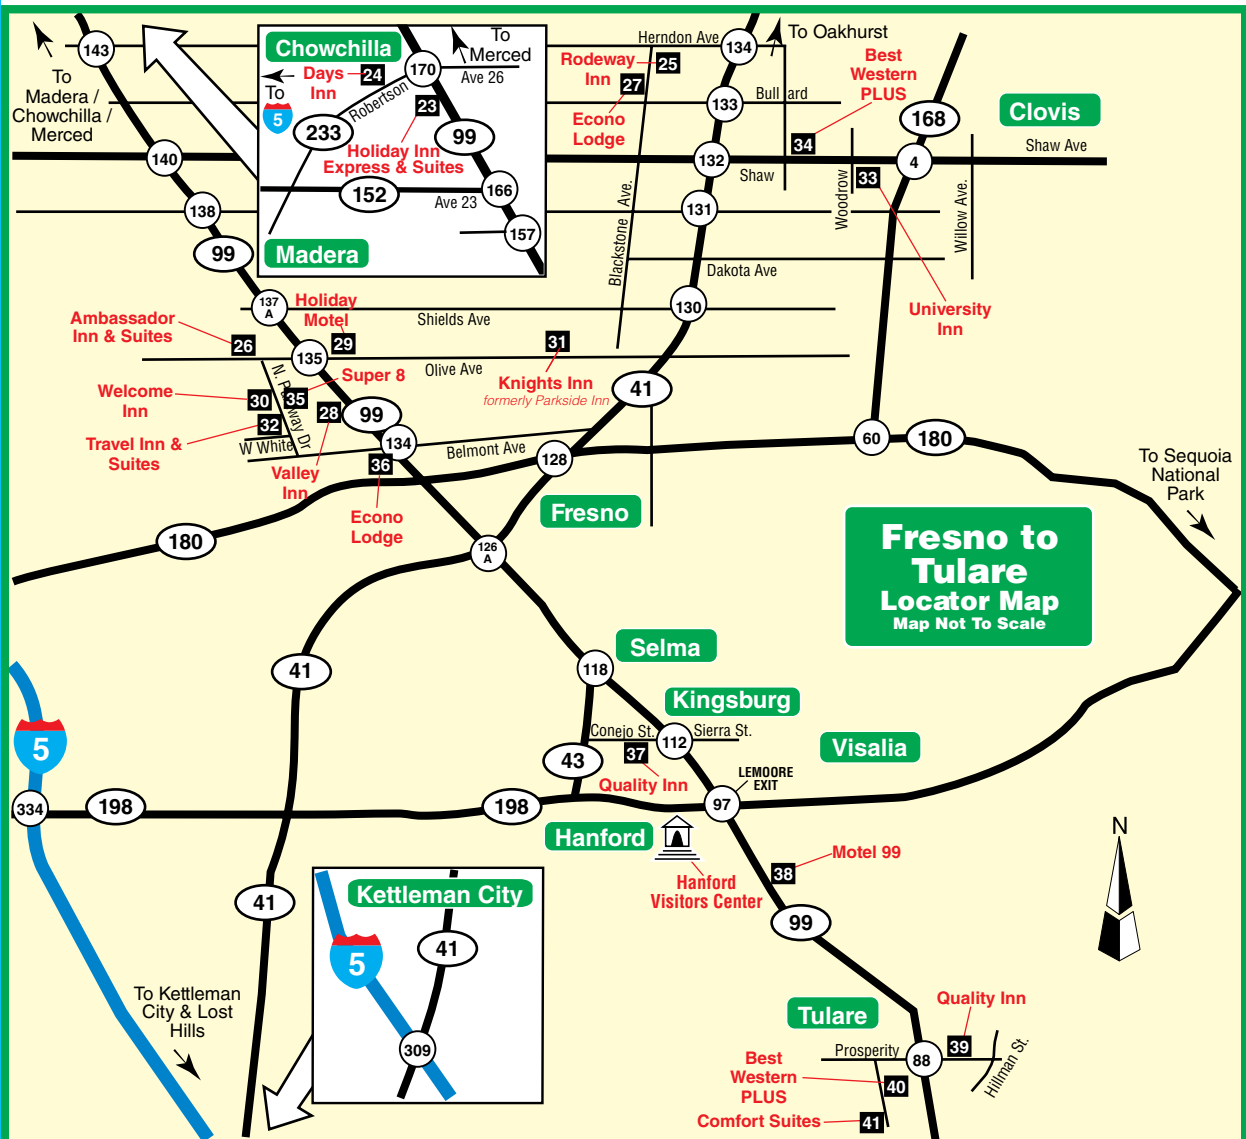 143
To
Madera /
Chowchilla /
Merced
140
138
99
Chowchilla
To
Merced
170
Ave 26
Days
Inn
24
To
5
Robertson
23
233
99
Holiday Inn
Express & Suites
152
166
Ave 23
157
Madera
Herndon Ave
134
To Oakhurst
Rodeway
Inn
25
27
Econo
Lodge
133
Bullard
Best
Western
PLUS
34
168
Clovis
132
4
Shaw Ave
Shaw
33
131
Woodrow
Willow Ave.
Blackstone Ave.
Dakota Ave
University
Inn
137
A
Holiday
Motel
130
Ambassador
Inn & Suites
26
29
Shields Ave
31
135
Olive Ave
Super 8
Knights Inn
formerly Parkside Inn
41
Welcome
Inn
30
35
N. Parkway Dr
28
99
32
Travel Inn &
Suites
W White
134
Belmont Ave
128
60
180
Valley
Inn
36
To Sequoia
National
Park
Econo
Lodge
Fresno
180
126
A
Fresno to
Tulare
Locator Map
Map Not To Scale
41
Selma
118
Kingsburg
5
Conejo St.
112
Sierra St.
43
37
Quality Inn
Visalia
LEMOORE
EXIT
334
198
198
97
Hanford
Hanford
Visitors Center
38
Motel 99
N
41
99
Kettleman City
41
5
309
To Kettleman
City & Lost
Hills
Tulare
Quality Inn
39
Prosperity
88
Hillman St.
Best
Western
PLUS
40
Comfort Suites
41